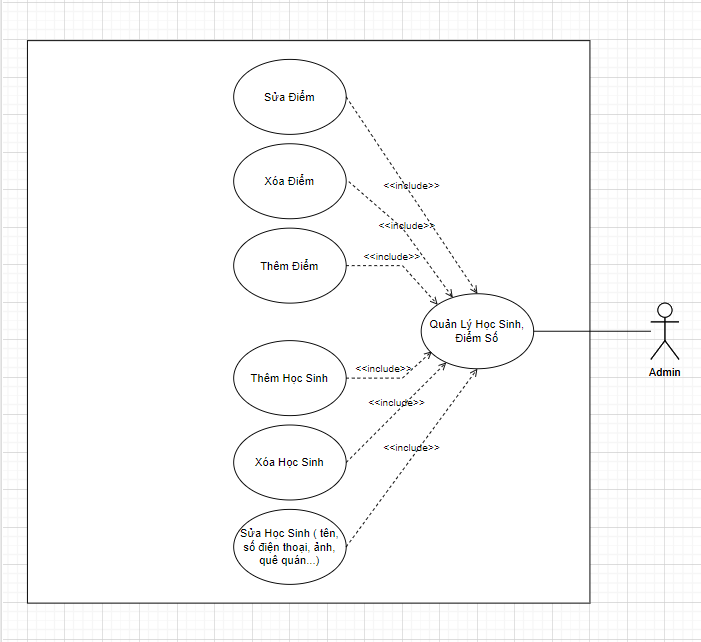 Sửa Điểm
<<include>>
Xóa Điểm
<<include>>
Thêm Điểm
<<include>>
Quản Lý Học Sinh,
Điểm Số
Admin
Thêm Học Sinh
<<include>>
<<include>>
Xóa Học Sinh
<<include>>
Sửa Học Sinh ( tên,
số điện thoại, ảnh,
quê quán...)